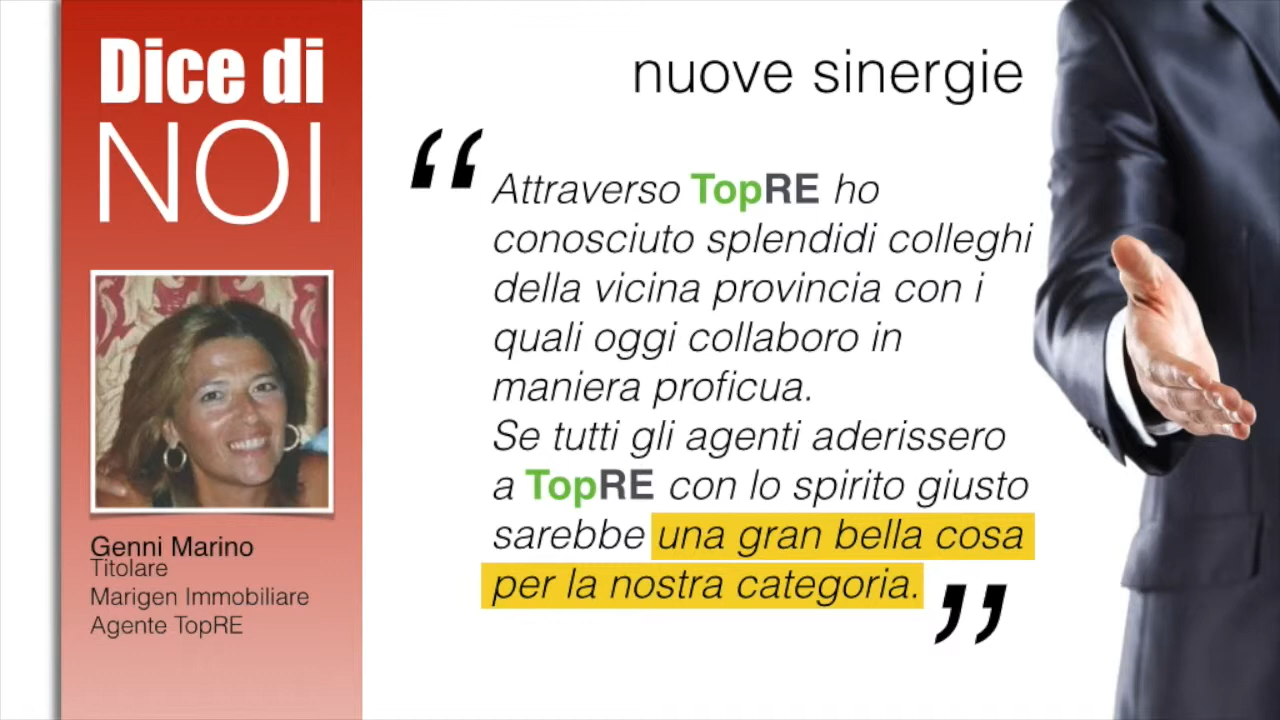 Dice di
NOI
Genni Marino
Titolare
Marigen Immobiliare
Agente TopRE
nuove sinergie
“Attraverso TopRE ho
conosciuto splendidi colleghi
della vicina provincia con i
quali oggi collaboro in
maniera proficua.
Se tutti gli agenti aderissero
a TopRE con lo spirito giusto
sarebbe una gran bella cosa
per la nostra categoria.”